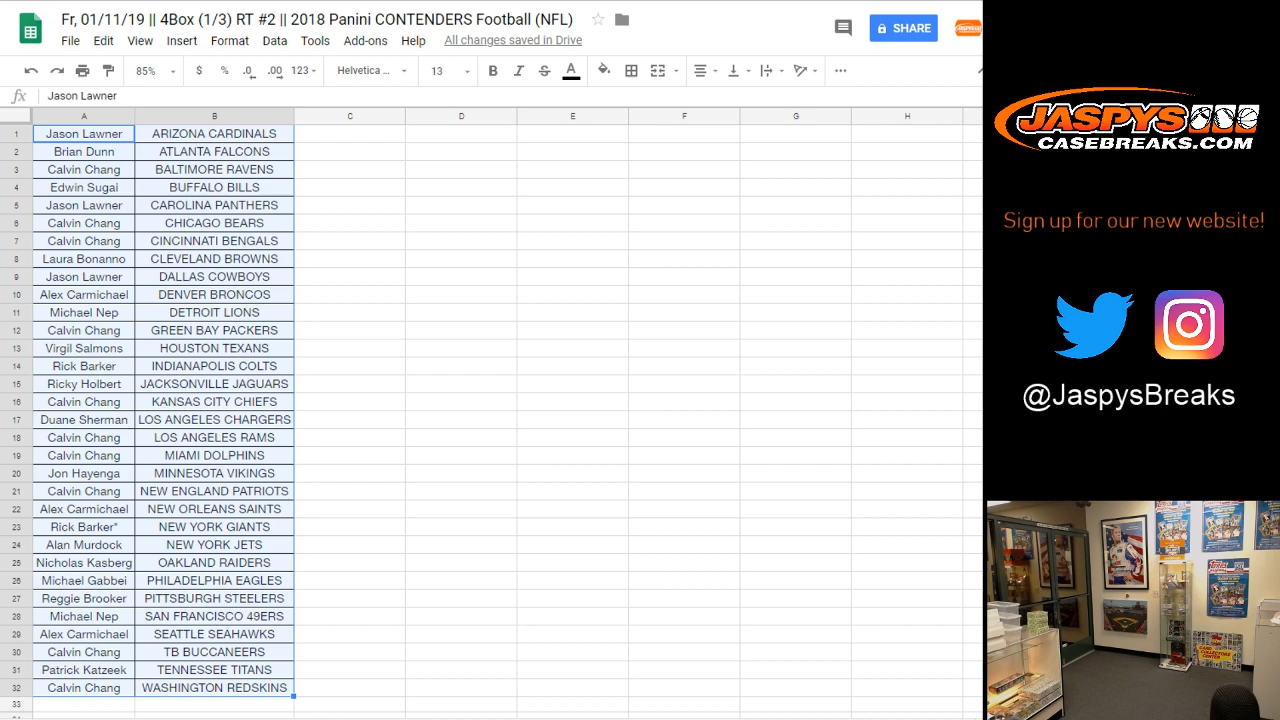 Fr, 01/11/19 || 4Box (1/3) RT #2 || 2018 Panini CONTENDERS Football (NFL)
File Edit View Insert Format Data Tools Add-ons Help All changes saved in Drive
SHARE
85% $ % .0 .00 123 Helvetica ... 13 B I S A
fx Jason Lawner
A B C D E F G H
1 Jason Lawner ARIZONA CARDINALS
2 Brian Dunn ATLANTA FALCONS
3 Calvin Chang BALTIMORE RAVENS
4 Edwin Sugai BUFFALO BILLS
5 Jason Lawner CAROLINA PANTHERS
6 Calvin Chang CHICAGO BEARS
7 Calvin Chang CINCINNATI BENGALS
8 Laura Bonanno CLEVELAND BROWNS
9 Jason Lawner DALLAS COWBOYS
10 Alex Carmichael DENVER BRONCOS
11 Michael Nep DETROIT LIONS
12 Calvin Chang GREEN BAY PACKERS
13 Virgil Salmons HOUSTON TEXANS
14 Rick Barker INDIANAPOLIS COLTS
15 Ricky Holbert JACKSONVILLE JAGUARS
16 Calvin Chang KANSAS CITY CHIEFS
17 Duane Sherman LOS ANGELES CHARGERS
18 Calvin Chang LOS ANGELES RAMS
19 Calvin Chang MIAMI DOLPHINS
20 Jon Hayenga MINNESOTA VIKINGS
21 Calvin Chang NEW ENGLAND PATRIOTS
22 Alex Carmichael NEW ORLEANS SAINTS
23 Rick Barker* NEW YORK GIANTS
24 Alan Murdock NEW YORK JETS
25 Nicholas Kasberg OAKLAND RAIDERS
26 Michael Gabbei PHILADELPHIA EAGLES
27 Reggie Brooker PITTSBURGH STEELERS
28 Michael Nep SAN FRANCISCO 49ERS
29 Alex Carmichael SEATTLE SEAHAWKS
30 Calvin Chang TB BUCCANEERS
31 Patrick Katzeek TENNESSEE TITANS
32 Calvin Chang WASHINGTON REDSKINS
33
JASPYS
CASEBREAKS.COM
Sign up for our new website!
@JaspysBreaks
Topps
CARD
COLLECTORS
CENTER